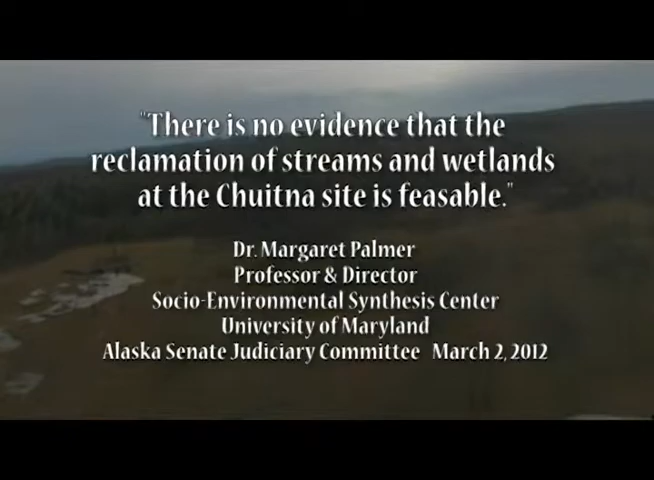 "There is no evidence that the
reclamation of streams and wetlands
at the Chuitna site is feasable."
Dr. Margaret Palmer
Professor & Director
Socio-Environmental Synthesis Center
University of Maryland
Alaska Senate Judiciary Committee March 2, 2012